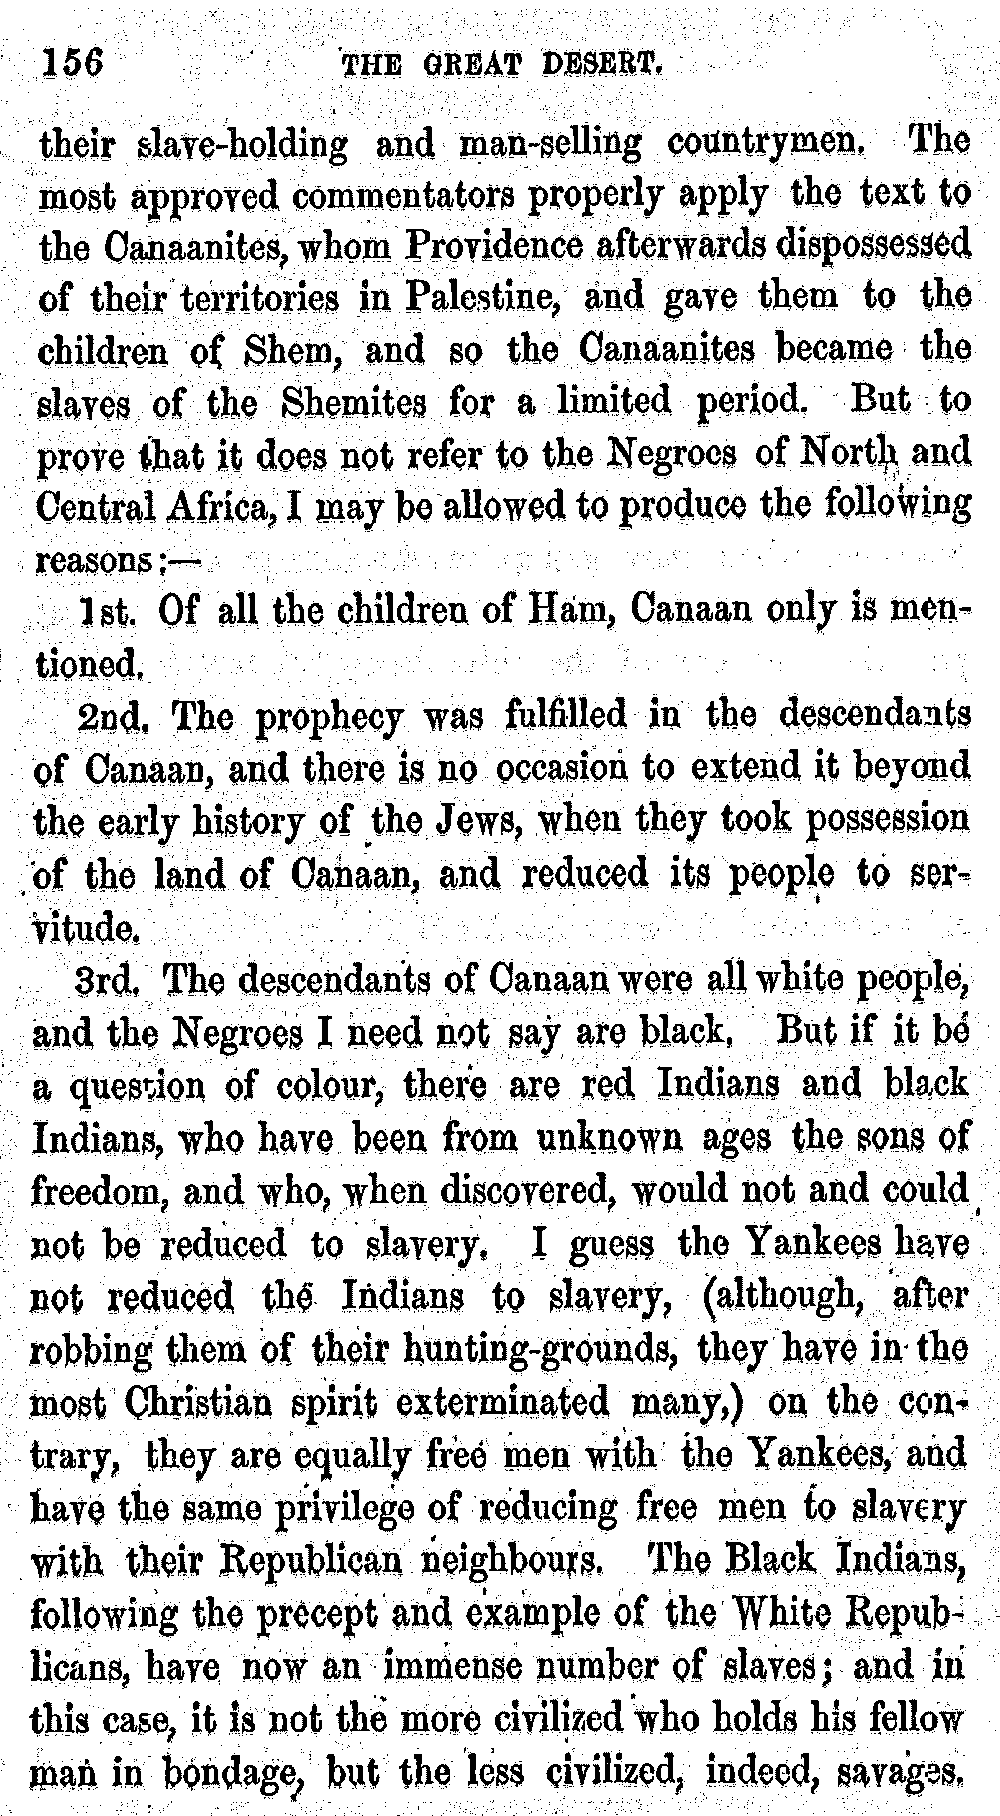 156 THE GREAT DESERT.
their slave-holding and man-selling countrymen. The
most approved commentators properly apply the text to
the Canaanites, whom Providence afterwards dispossessed
of their territories in Palestine, and gave them to the
children of Shem, and so the Canaanites became the
slaves of the Shemites for a limited period. But to
prove that it does not refer to the Negroes of North and
Central Africa, I may be allowed to produce the following
reasons:—
1st. Of all the children of Ham, Canaan only is men-
tioned.
2nd. The prophecy was fulfilled in the descendants
of Canaan, and there is no occasion to extend it beyond
the early history of the Jews, when they took possession
of the land of Canaan, and reduced its people to ser-
vitude.
3rd. The descendants of Canaan were all white people,
and the Negroes I need not say are black. But if it be
a question of colour, there are red Indians and black
Indians, who have been from unknown ages the sons of
freedom, and who, when discovered, would not and could
not be reduced to slavery. I guess the Yankees have
not reduced the Indians to slavery, (although, after
robbing them of their hunting-grounds, they have in the
most Christian spirit exterminated many,) on the con-
trary, they are equally free men with the Yankees, and
have the same privilege of reducing free men to slavery
with their Republican neighbours. The Black Indians,
following the precept and example of the White Repub-
licans, have now an immense number of slaves; and in
this case, it is not the more civilized who holds his fellow
man in bondage, but the less civilized, indeed, savages.